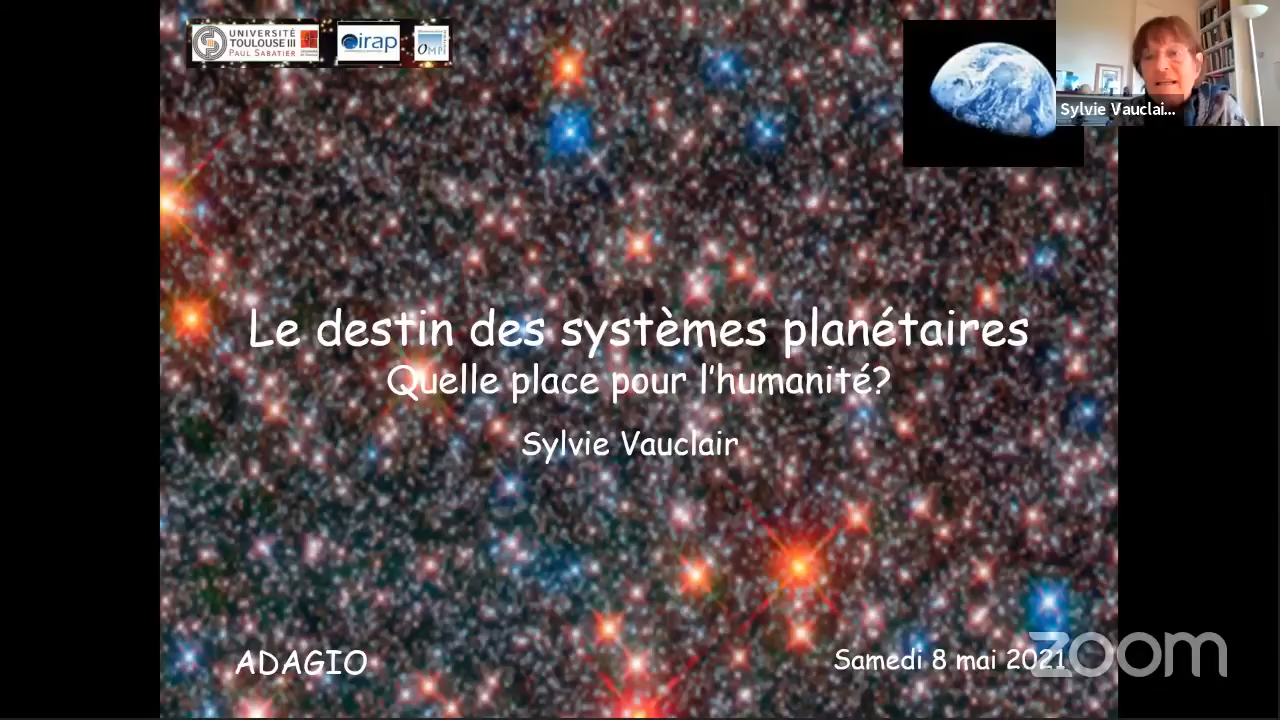 UNIVERSITÉ
TOULOUSE III
PAUL SABATIER
irap
OMP
Sylvie Vauclai...
Le destin des systèmes planétaires
Quelle place pour l'humanité?
Sylvie Vauclair
ADAGIO
Samedi 8 mai 2021
zoom